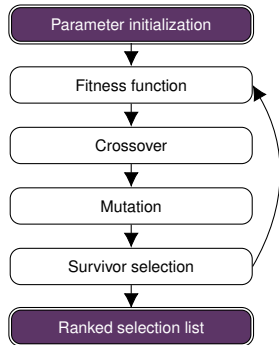 Parameter initialization
Fitness function
Crossover
Mutation
Survivor selection
Ranked selection list